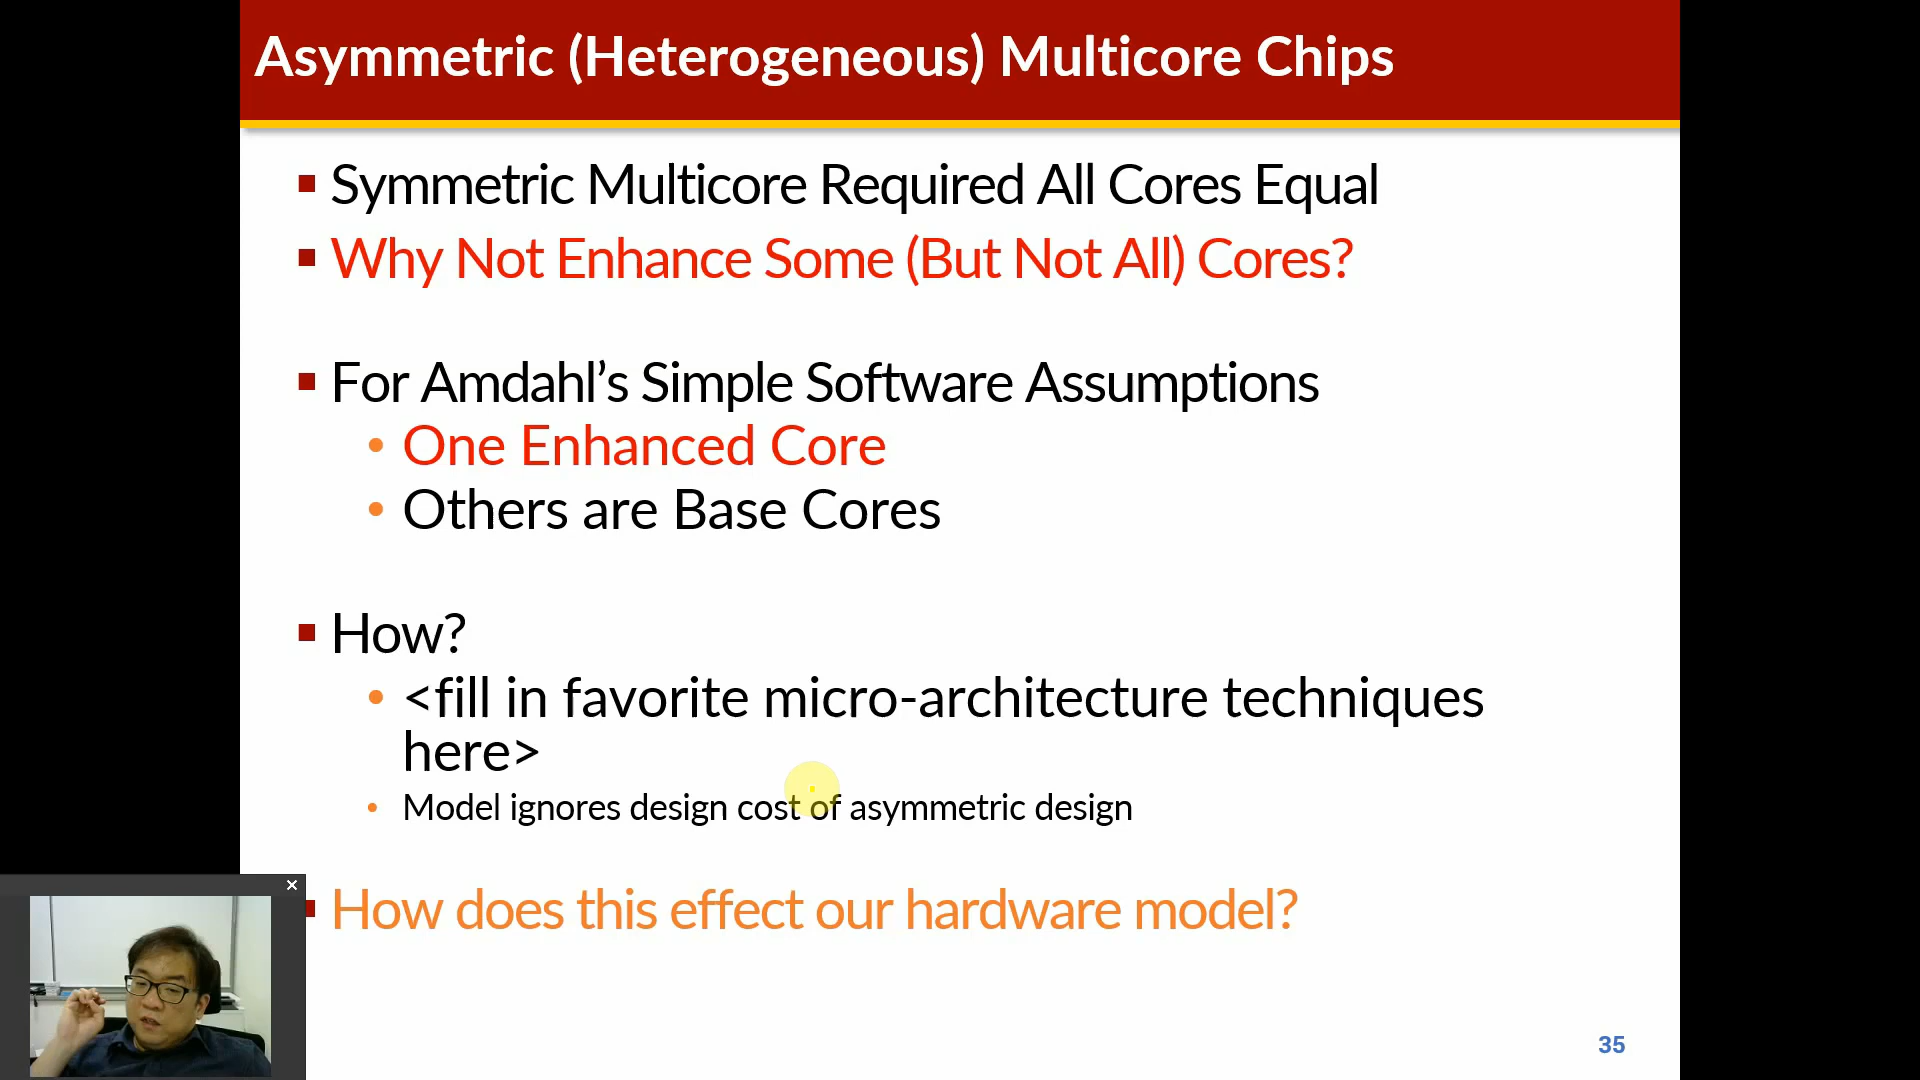 Asymmetric (Heterogeneous) Multicore Chips
Symmetric Multicore Required All Cores Equal
Why Not Enhance Some (But Not All) Cores?
For Amdahl’s Simple Software Assumptions
One Enhanced Core
Others are Base Cores
How?
<fill in favorite micro-architecture techniques
here>
Model ignores design cost of asymmetric design
How does this effect our hardware model?
35